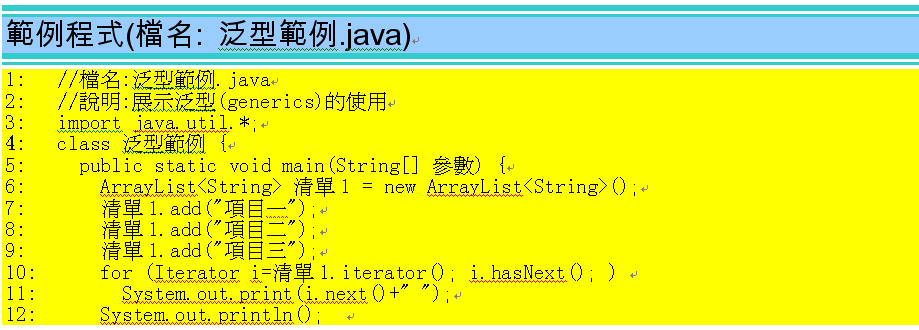 範例程式(檔名: 泛型範例.java)
1: //檔名:泛型範例.java
2: //說明:展示泛型(generics)的使用
3: import java.util.*;
4: class 泛型範例 {
5: public static void main(String[] 參數) {
6: ArrayList<String> 清單1 = new ArrayList<String>();
7: 清單1.add("項目一");
8: 清單1.add("項目二");
9: 清單1.add("項目三");
10: for (Iterator i=清單1.iterator(); i.hasNext(); )
11: System.out.print(i.next()+" ");
12: System.out.println();